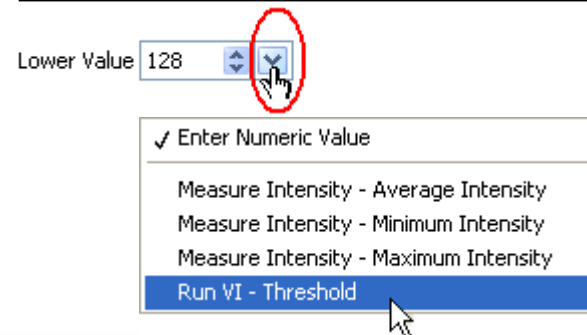 Lower Value 128
✓ Enter Numeric Value
Measure Intensity - Average Intensity
Measure Intensity - Minimum Intensity
Measure Intensity - Maximum Intensity
Run VI - Threshold